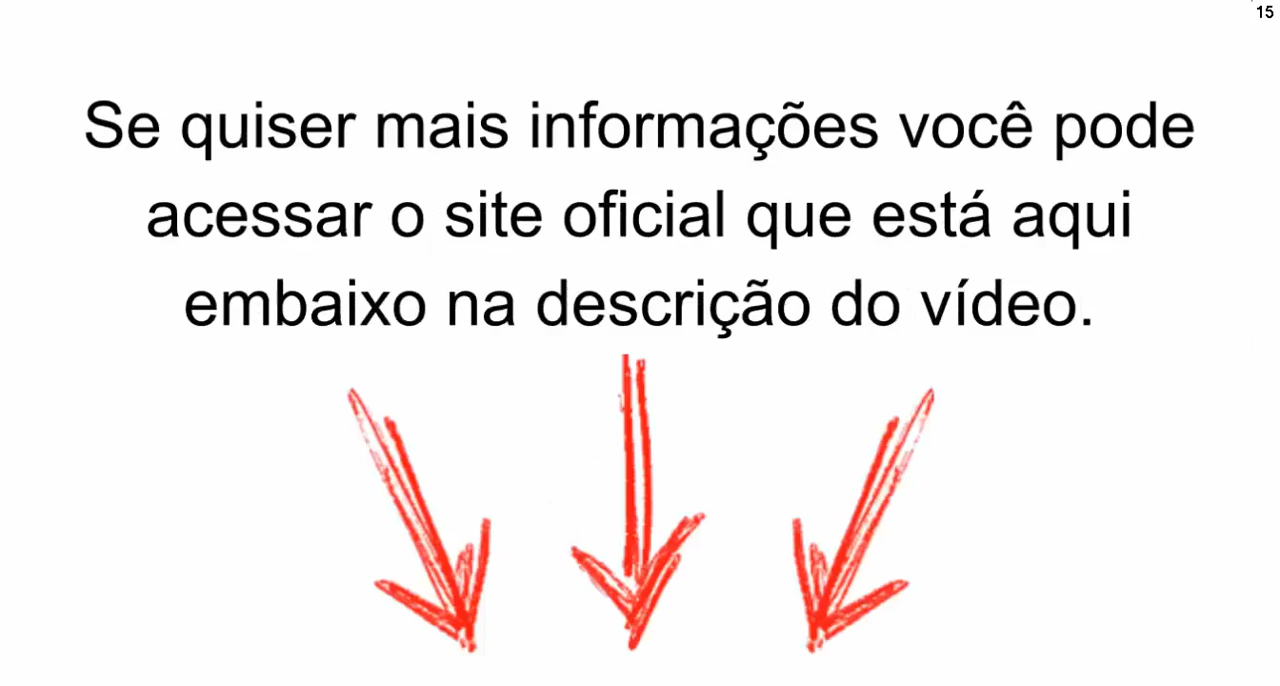 15
Se quiser mais informações você pode
acessar o site oficial que está aqui
embaixo na descrição do vídeo.